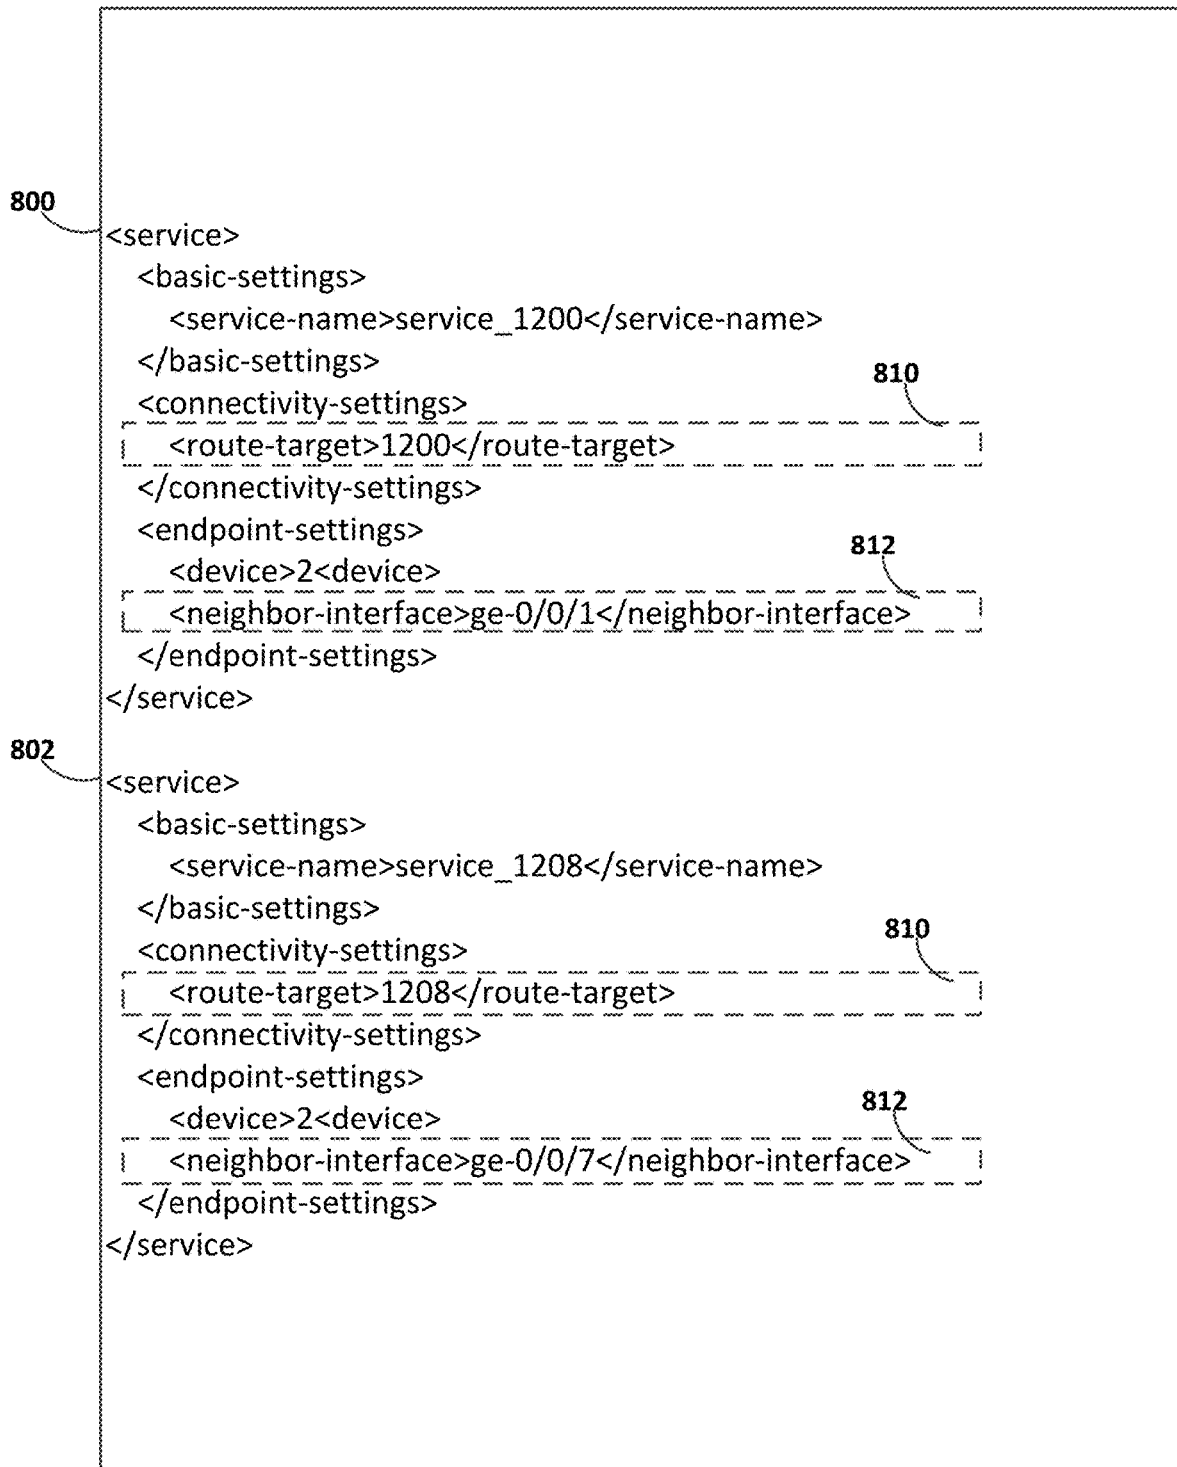 800
<service>
<basic-settings>
<service-name>service_1200</service-name>
</basic-settings>
810
<connectivity-settings>
<route-target>1200</route-target>
</connectivity-settings>
<endpoint-settings>
812
<device>2<device>
<neighbor-interface>ge-0/0/1</neighbor-interface>
</endpoint-settings>
</service>
802
<service>
<basic-settings>
<service-name>service_1208</service-name>
</basic-settings>
810
<connectivity-settings>
<route-target>1208</route-target>
</connectivity-settings>
<endpoint-settings>
812
<device>2<device>
<neighbor-interface>ge-0/0/7</neighbor-interface>
</endpoint-settings>
</service>